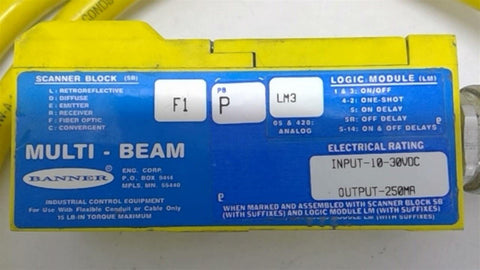 SCANNER BLOCK (SB)
L: RETROREFLECTIVE
D: DIFFUSE
E: EMITTER
R: RECEIVER
F: FIBER OPTIC
C: CONVERGENT
F1
PB
P
LM3
05 & 420:
ANALOG
LOGIC MODULE (LM)
1 & 3: ON/OFF
4-2: ONE-SHOT
5: ON DELAY
5R: OFF DELAY
5-14: ON & OFF DELAYS
MULTI - BEAM
BANNER
ENG. CORP.
P.O. BOX 9414
MPLS, MN. 55440
INDUSTRIAL CONTROL EQUIPMENT
For Use With Flexible Conduit or Cable Only
15 LB-IN TORQUE MAXIMUM
ELECTRICAL RATING
INPUT-10-30VDC
OUTPUT-250MA
WHEN MARKED AND ASSEMBLED WITH SCANNER BLOCK SB
(WITH SUFFIXES) AND LOGIC MODULE LM (WITH SUFFIXES)